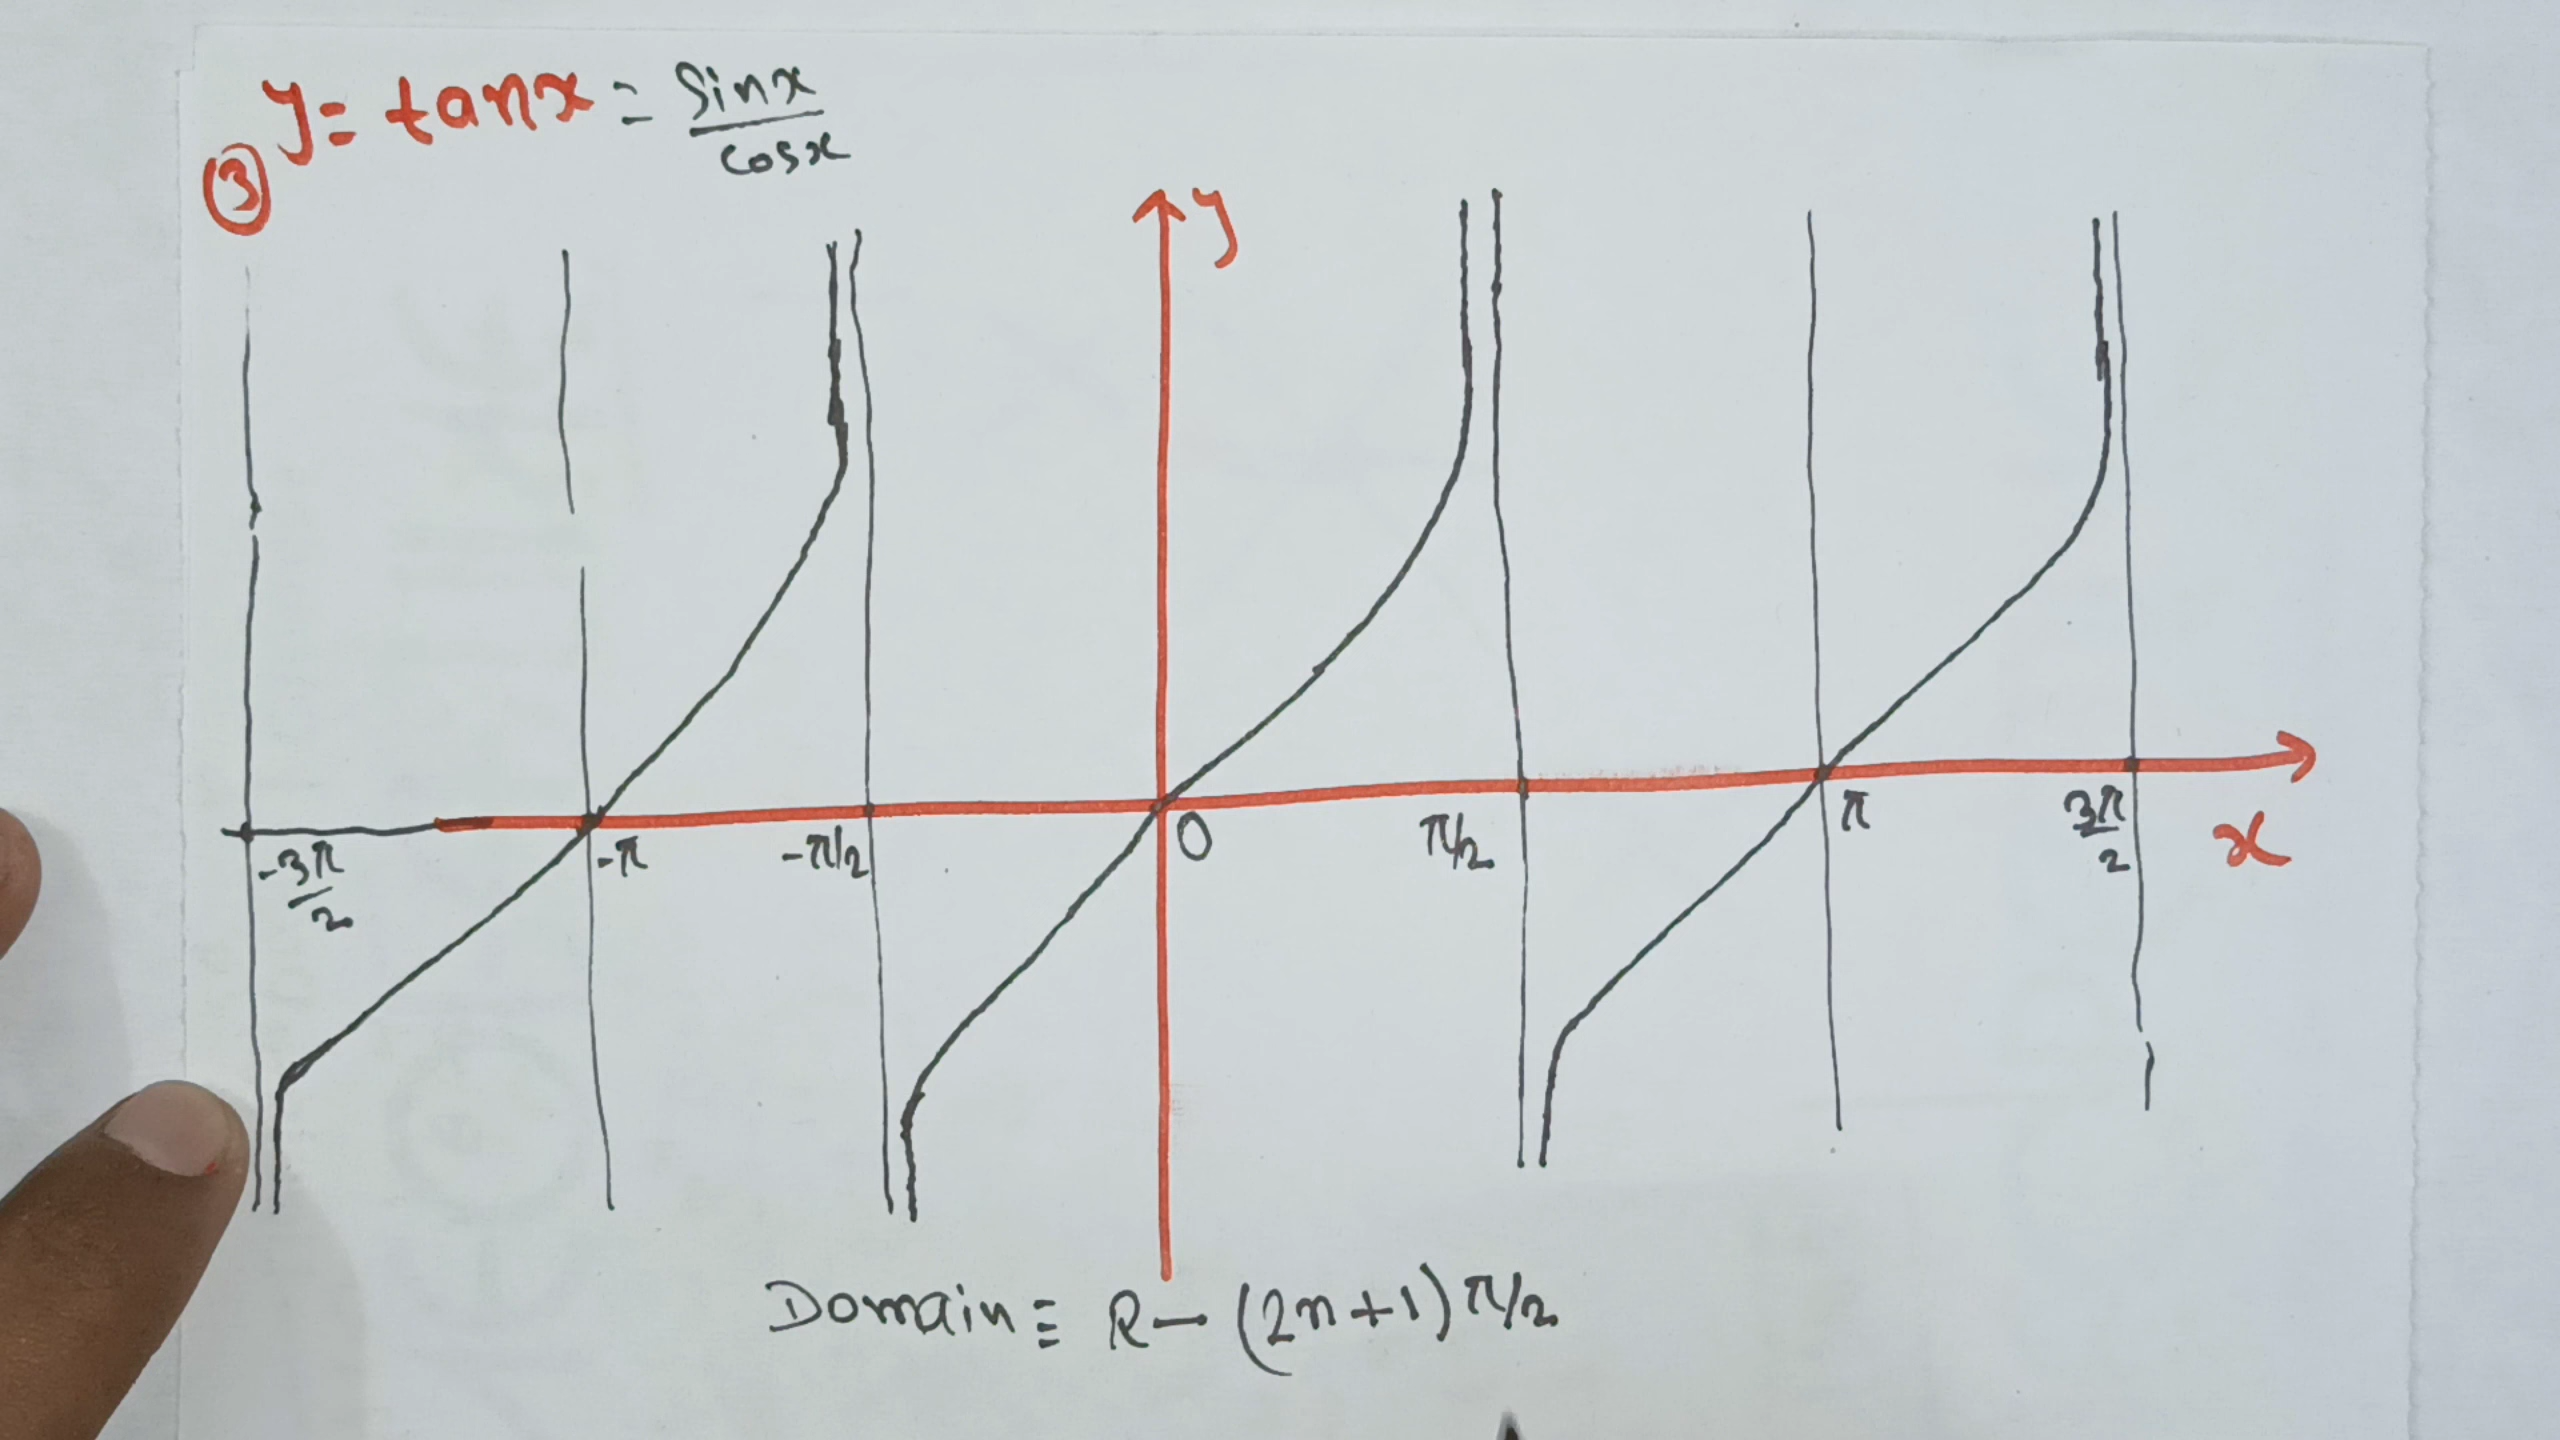 ③ y = tanx = sinx/cosx
y
-3π/2 -π -π/2 0 π/2 π 3π/2 x
Domain = R-(2n+1)π/2